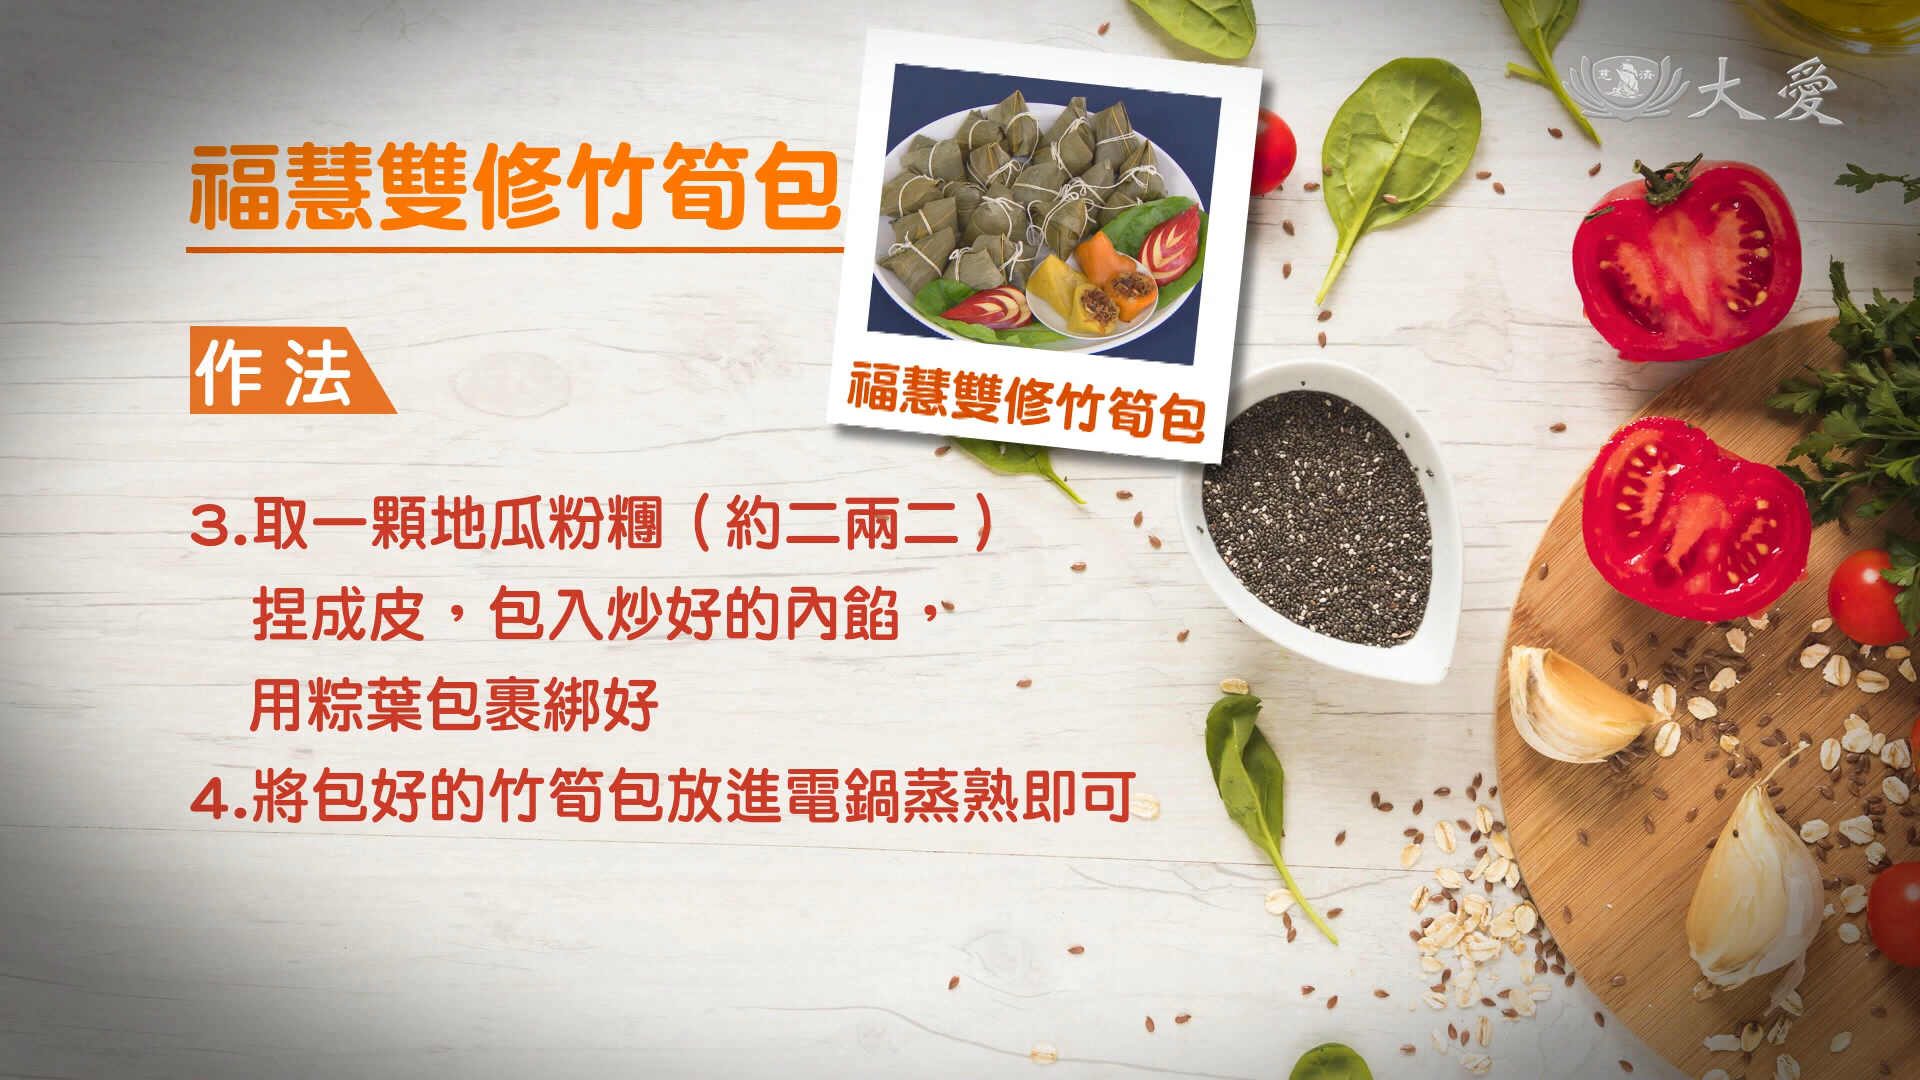 慈濟
大愛
福慧雙修竹筍包
福慧雙修竹筍包
作法
3.取一顆地瓜粉糰（約二兩二）
捏成皮，包入炒好的內餡，
用粽葉包裹綁好
4.將包好的竹筍包放進電鍋蒸熟即可